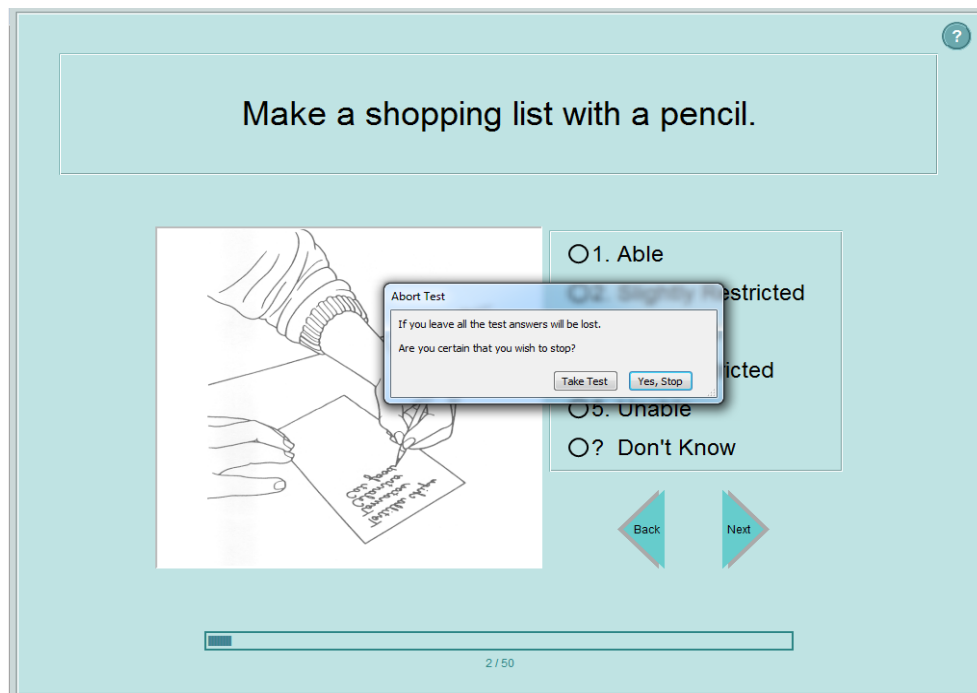 ?
Make a shopping list with a pencil.
1. Able
2. Slightly Restricted
Abort Test
If you leave all the test answers will be lost.
Are you certain that you wish to stop?
Take Test
Yes, Stop
5. Unable
? Don't Know
Back
Next
2 / 50